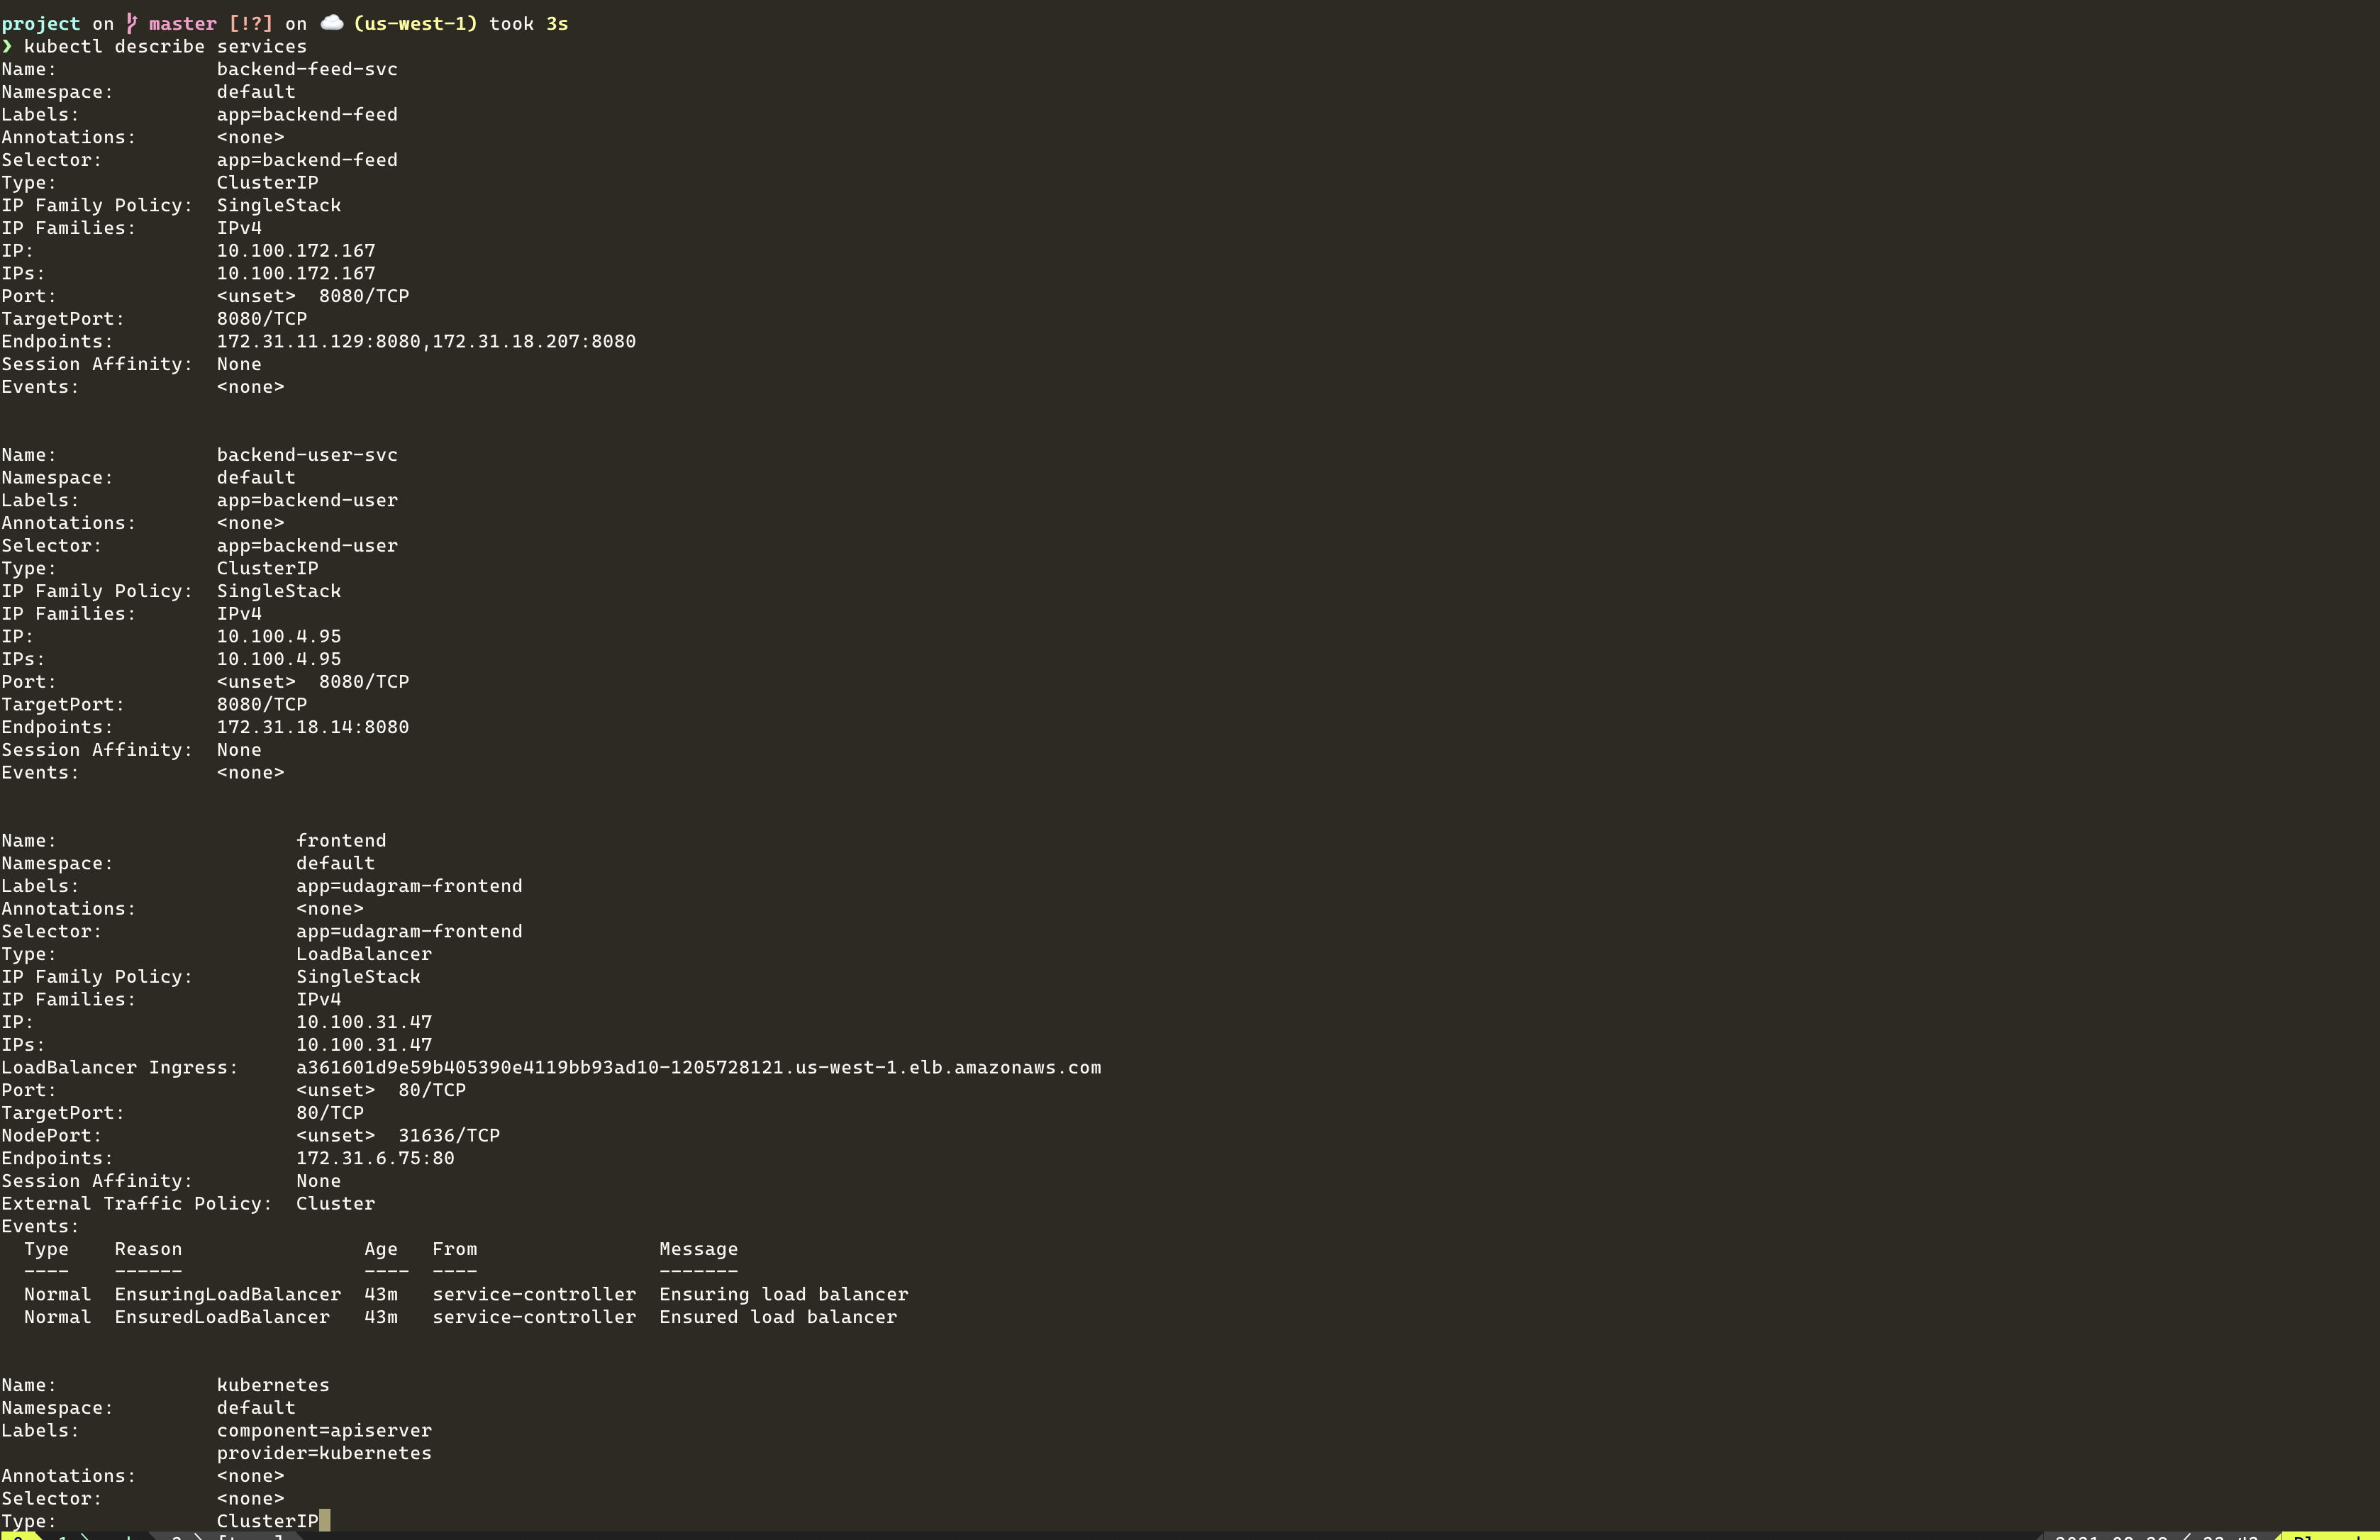 project on master [!?] on ☁️ (us-west-1) took 3s
❯ kubectl describe services
Name:              backend-feed-svc
Namespace:         default
Labels:            app=backend-feed
Annotations:       <none>
Selector:          app=backend-feed
Type:              ClusterIP
IP Family Policy:  SingleStack
IP Families:       IPv4
IP:                10.100.172.167
IPs:               10.100.172.167
Port:              <unset>  8080/TCP
TargetPort:        8080/TCP
Endpoints:         172.31.11.129:8080,172.31.18.207:8080
Session Affinity:  None
Events:            <none>
Name:              backend-user-svc
Namespace:         default
Labels:            app=backend-user
Annotations:       <none>
Selector:          app=backend-user
Type:              ClusterIP
IP Family Policy:  SingleStack
IP Families:       IPv4
IP:                10.100.4.95
IPs:               10.100.4.95
Port:              <unset>  8080/TCP
TargetPort:        8080/TCP
Endpoints:         172.31.18.14:8080
Session Affinity:  None
Events:            <none>
Name:                     frontend
Namespace:                default
Labels:                   app=udagram-frontend
Annotations:              <none>
Selector:                 app=udagram-frontend
Type:                     LoadBalancer
IP Family Policy:         SingleStack
IP Families:              IPv4
IP:                       10.100.31.47
IPs:                      10.100.31.47
LoadBalancer Ingress:     a361601d9e59b405390e4119bb93ad10-1205728121.us-west-1.elb.amazonaws.com
Port:                     <unset>  80/TCP
TargetPort:               80/TCP
NodePort:                 <unset>  31636/TCP
Endpoints:                172.31.6.75:80
Session Affinity:         None
External Traffic Policy:  Cluster
Events:
  Type    Reason                Age   From                Message
  ----    ------                ----  ----                -------
  Normal  EnsuringLoadBalancer  43m   service-controller  Ensuring load balancer
  Normal  EnsuredLoadBalancer   43m   service-controller  Ensured load balancer
Name:              kubernetes
Namespace:         default
Labels:            component=apiserver
                   provider=kubernetes
Annotations:       <none>
Selector:          <none>
Type:              ClusterIP